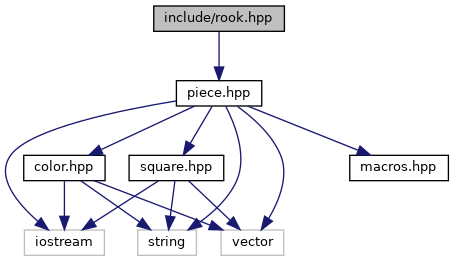 include/rook.hpp
piece.hpp
color.hpp
square.hpp
macros.hpp
iostream
string
vector